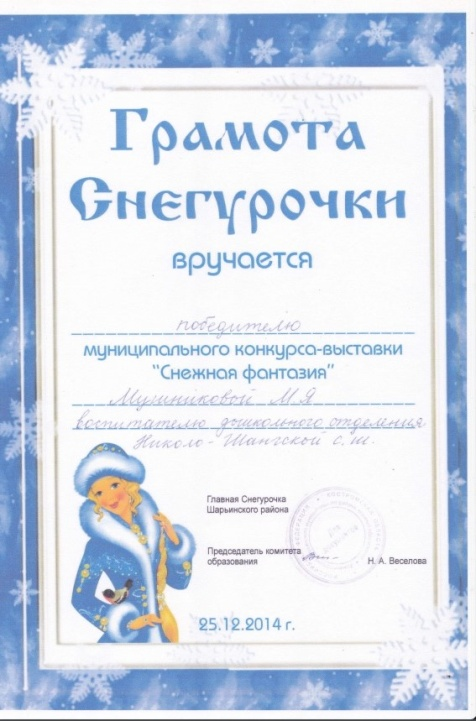 Грамота
Снегурочки
вручается
победителю
муниципального конкурса-выставки
"Снежная фантазия"
Мушниковой М.Я
воспитателю дошкольного отделения
Николо-Шангской с.ш.
Главная Снегурочка
Шарьинского района
Председатель комитета
образования
Н. А. Веселова
25.12.2014 г.